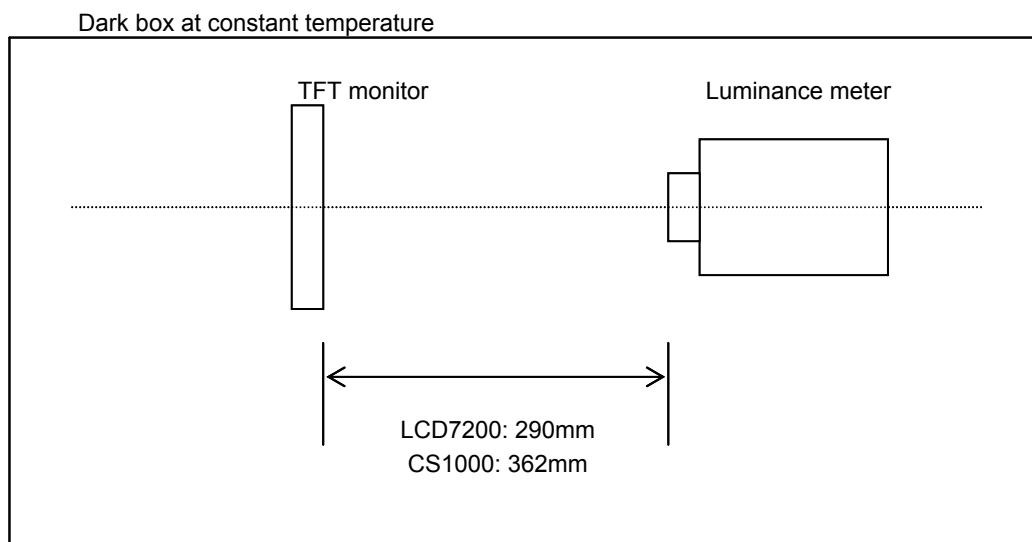 Dark box at constant temperature
TFT monitor
Luminance meter
LCD7200: 290mm
CS1000: 362mm